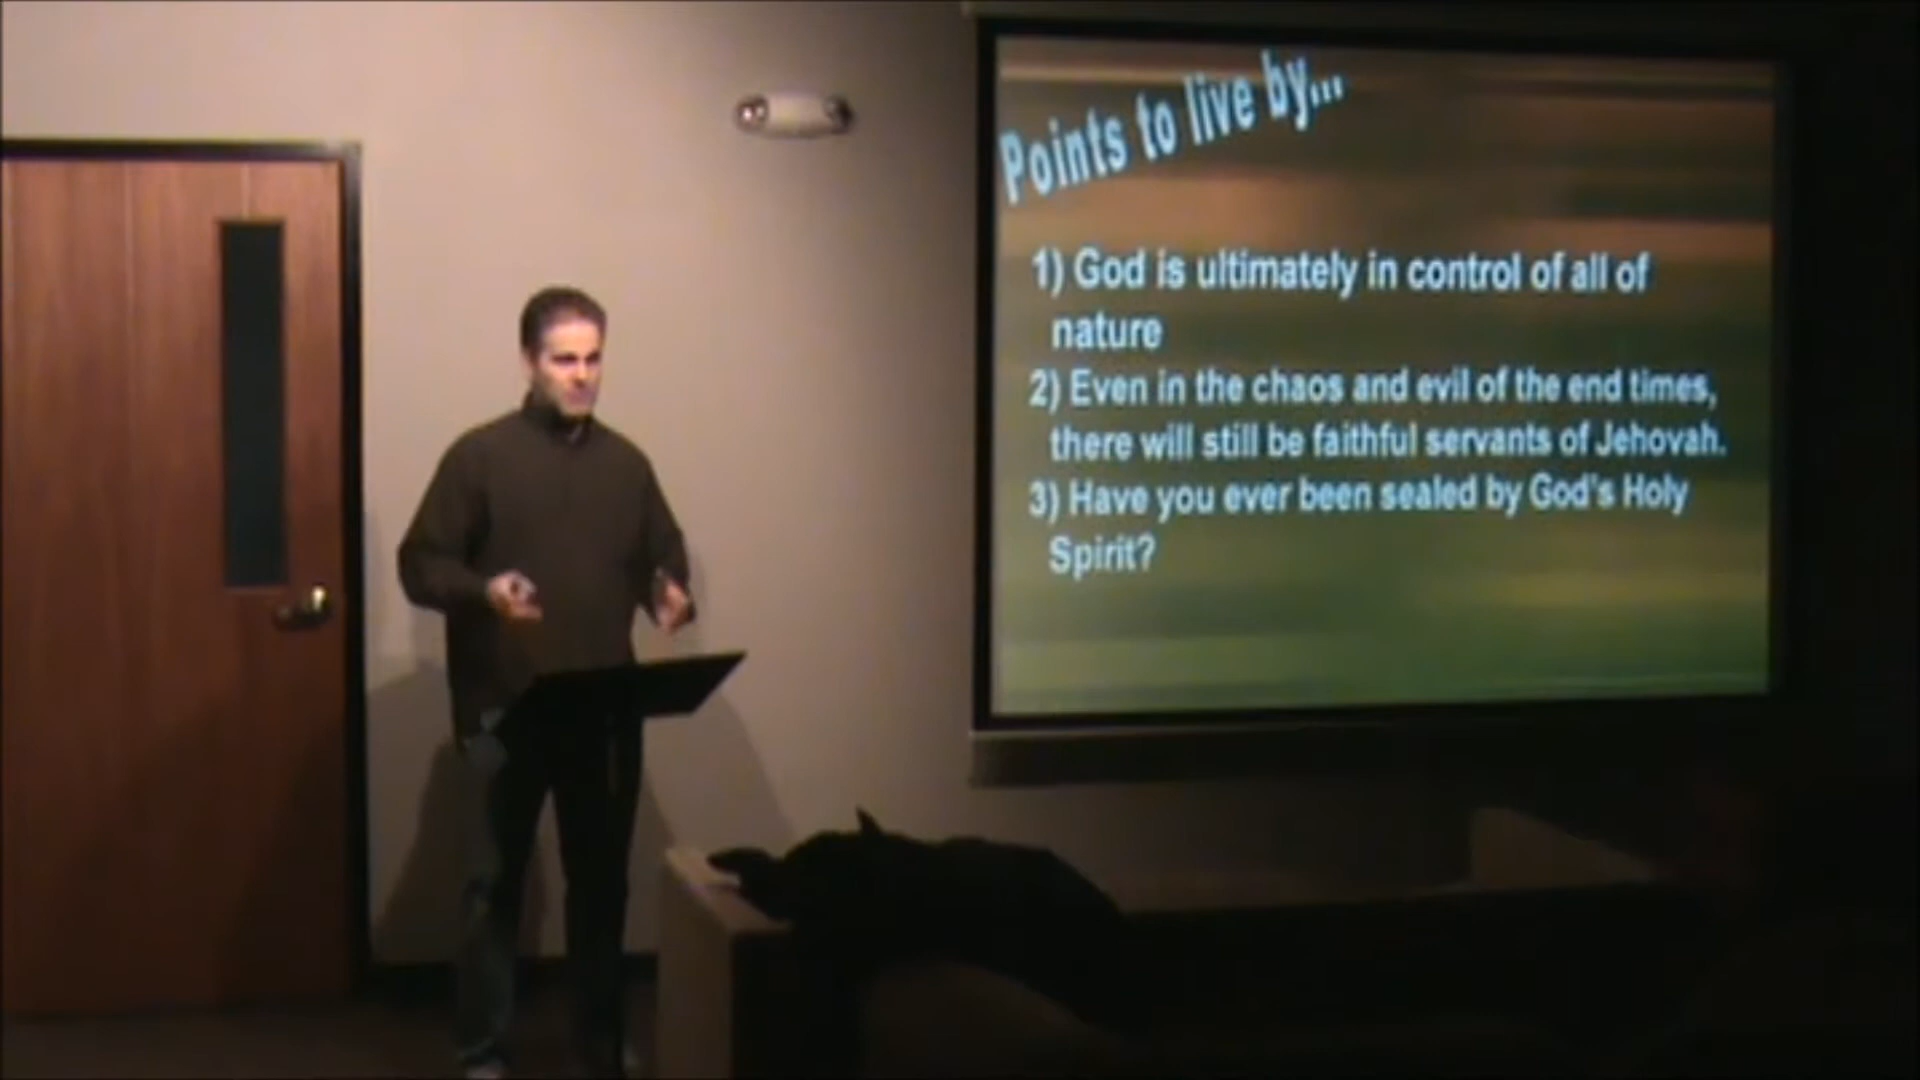 Points to live by...
1) God is ultimately in control of all of
nature
2) Even in the chaos and evil of the end times,
there will still be faithful servants of Jehovah.
3) Have you ever been sealed by God's Holy
Spirit?